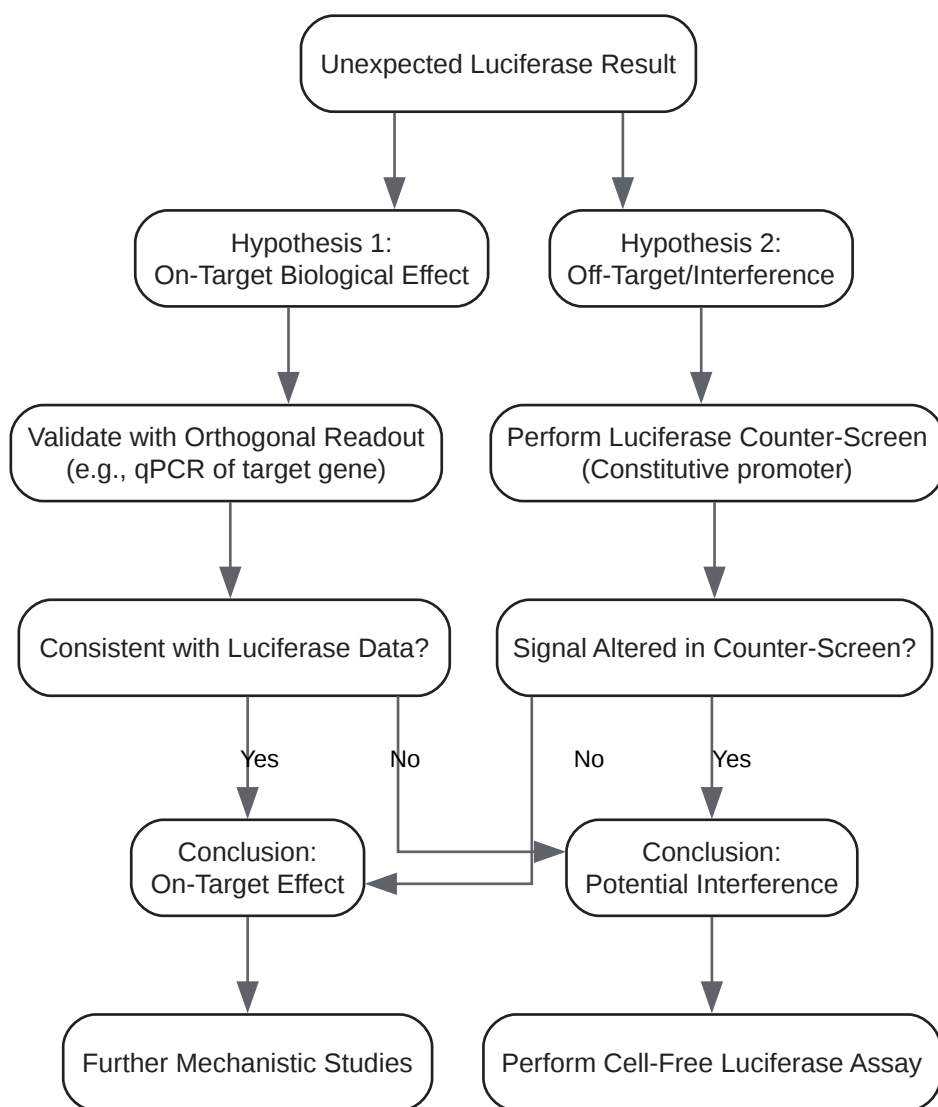 Unexpected Luciferase Result
Hypothesis 1:
On-Target Biological Effect
Hypothesis 2:
Off-Target/Interference
Validate with Orthogonal Readout
(e.g., qPCR of target gene)
Perform Luciferase Counter-Screen
(Constitutive promoter)
Consistent with Luciferase Data?
Signal Altered in Counter-Screen?
Yes
No
No
Yes
Conclusion:
On-Target Effect
Conclusion:
Potential Interference
Further Mechanistic Studies
Perform Cell-Free Luciferase Assay